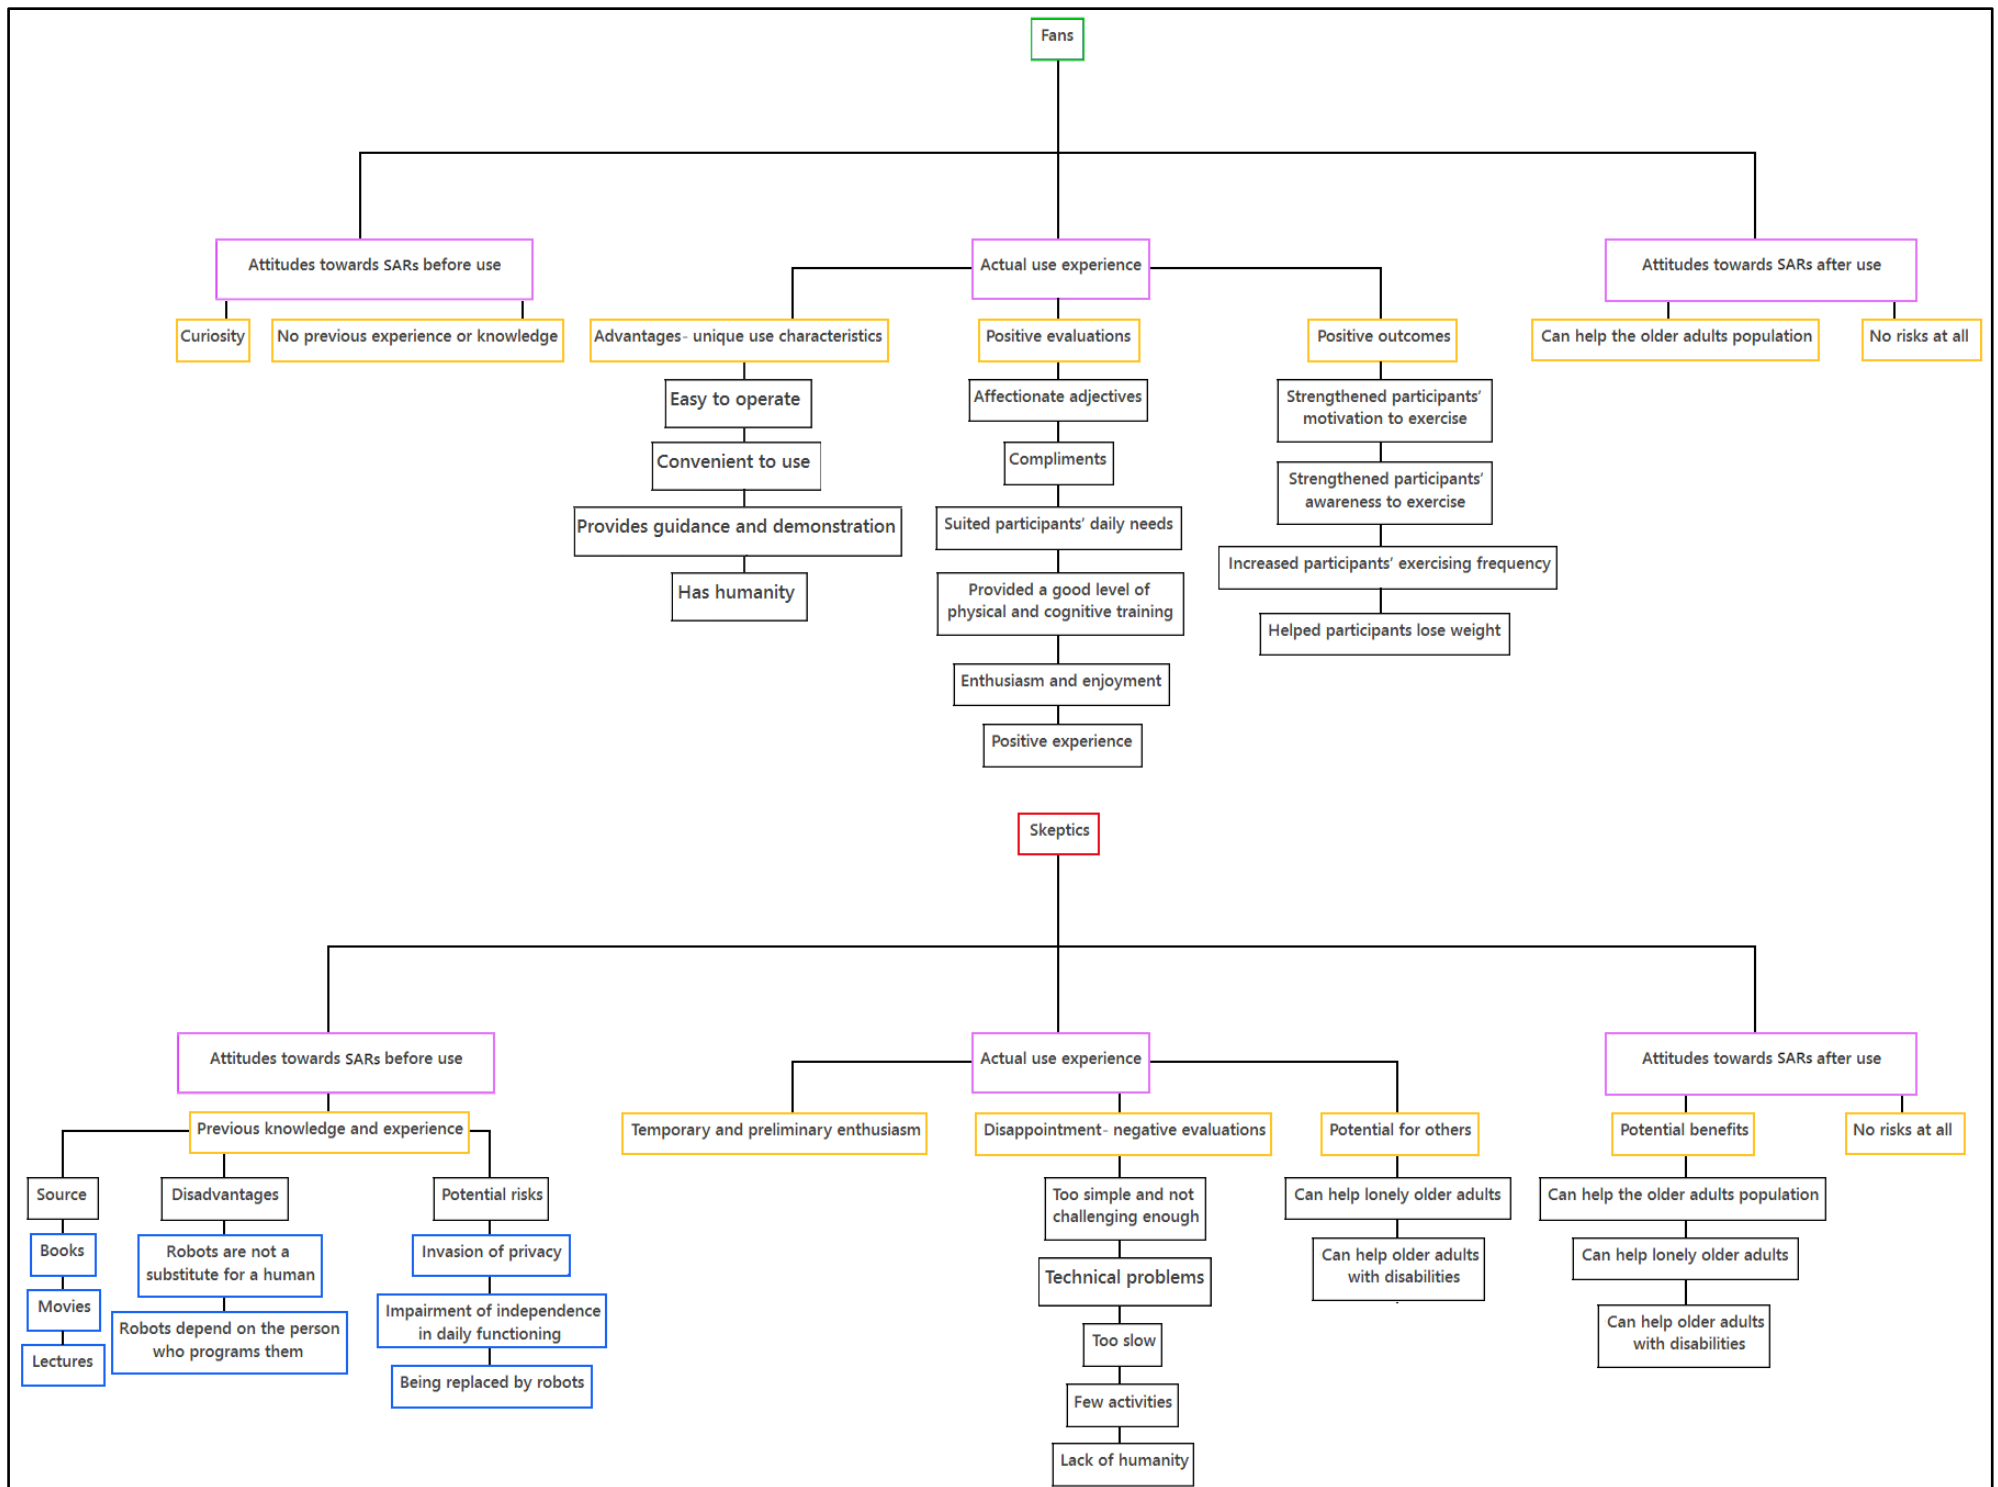 Fans
Attitudes towards SARs before use
Actual use experience
Attitudes towards SARs after use
Curiosity
No previous experience or knowledge
Advantages- unique use characteristics
Positive evaluations
Positive outcomes
Can help the older adults population
No risks at all
Easy to operate
Convenient to use
Provides guidance and demonstration
Has humanity
Affectionate adjectives
Compliments
Suited participants' daily needs
Provided a good level of
physical and cognitive training
Enthusiasm and enjoyment
Positive experience
Strengthened participants'
motivation to exercise
Strengthened participants'
awareness to exercise
Increased participants' exercising frequency
Helped participants lose weight
Skeptics
Attitudes towards SARs before use
Actual use experience
Attitudes towards SARs after use
Previous knowledge and experience
Temporary and preliminary enthusiasm
Disappointment- negative evaluations
Potential for others
Potential benefits
No risks at all
Source
Books
Movies
Lectures
Disadvantages
Robots are not a
substitute for a human
Robots depend on the person
who programs them
Potential risks
Invasion of privacy
Impairment of independence
in daily functioning
Being replaced by robots
Too simple and not
challenging enough
Technical problems
Too slow
Few activities
Lack of humanity
Can help lonely older adults
Can help older adults
with disabilities
Can help the older adults population
Can help lonely older adults
Can help older adults
with disabilities